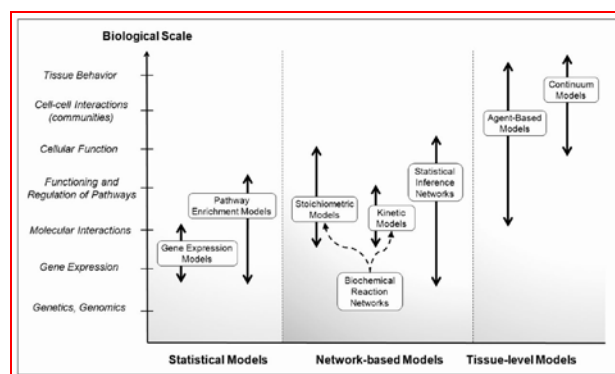 Biological Scale
Tissue Behavior
Cell-cell Interactions
(communities)
Cellular Function
Functioning and
Regulation of Pathways
Molecular Interactions
Gene Expression
Genetics, Genomics
Gene Expression
Models
Pathway
Enrichment Models
Stoichiometric
Models
Kinetic
Models
Statistical
Inference
Networks
Biochemical
Reaction
Networks
Agent-Based
Models
Continuum
Models
Statistical Models
Network-based Models
Tissue-level Models